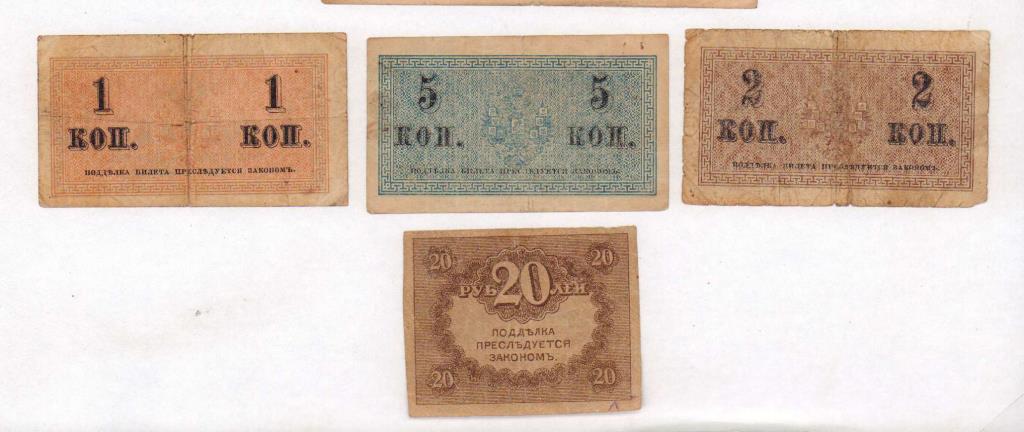 1 1
КОП. КОП.
ПОДДѢЛКА БИЛЕТА ПРЕСЛѢДУЕТСЯ ЗАКОНОМЪ.
5 5
КОП. КОП.
ПОДДѢЛКА БИЛЕТА ПРЕСЛѢДУЕТСЯ ЗАКОНОМЪ.
2 2
КОП. КОП.
ПОДДѢЛКА БИЛЕТА ПРЕСЛѢДУЕТСЯ ЗАКОНОМЪ.
20 20
РУБ 20 ЛЕЙ
ПОДДѢЛКА
ПРЕСЛѢДУЕТСЯ
ЗАКОНОМЪ.
20 20